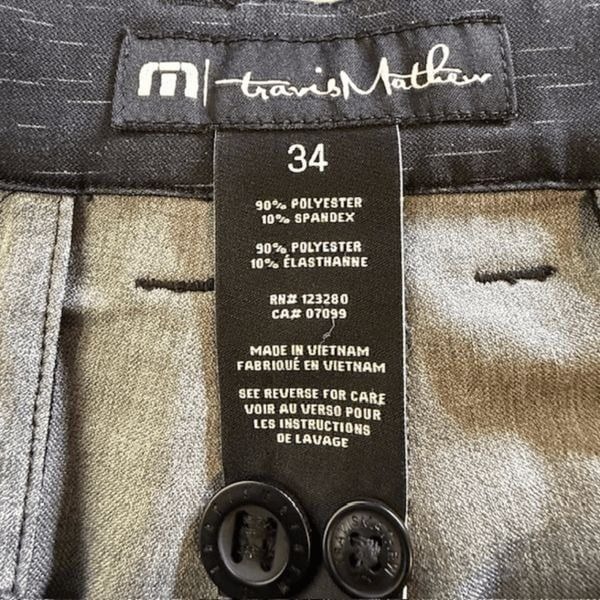 m | travisMathew
34
90% POLYESTER
10% SPANDEX
90% POLYESTER
10% ÉLASTHANNE
RN# 123280
CA# 07099
MADE IN VIETNAM
FABRIQUÉ EN VIETNAM
SEE REVERSE FOR CARE
VOIR AU VERSO POUR
LES INSTRUCTIONS
DE LAVAGE